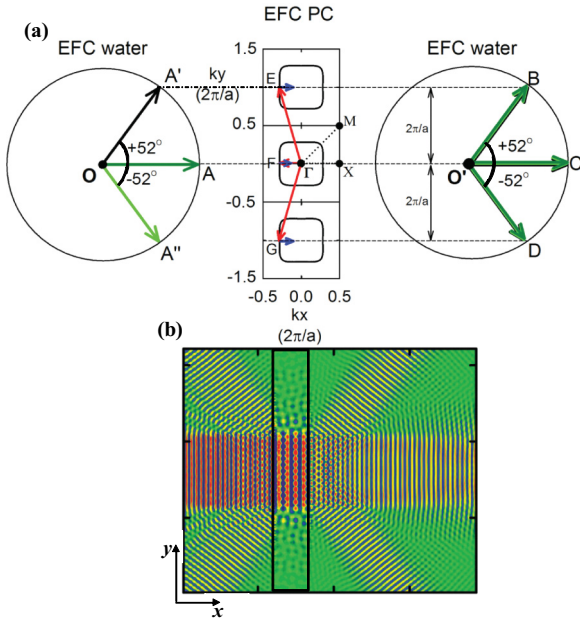 EFC PC
(a)
EFC water
EFC water
A'
ky
(2π/a)
1.5
E
B
0.5
M
2π/a
+52°
O
A
-52°
F
Γ
X
+52°
O'
C
-52°
-0.5
2π/a
A''
G
D
-1.5
-0.5
0.0
0.5
kx
(2π/a)
(b)
y
x